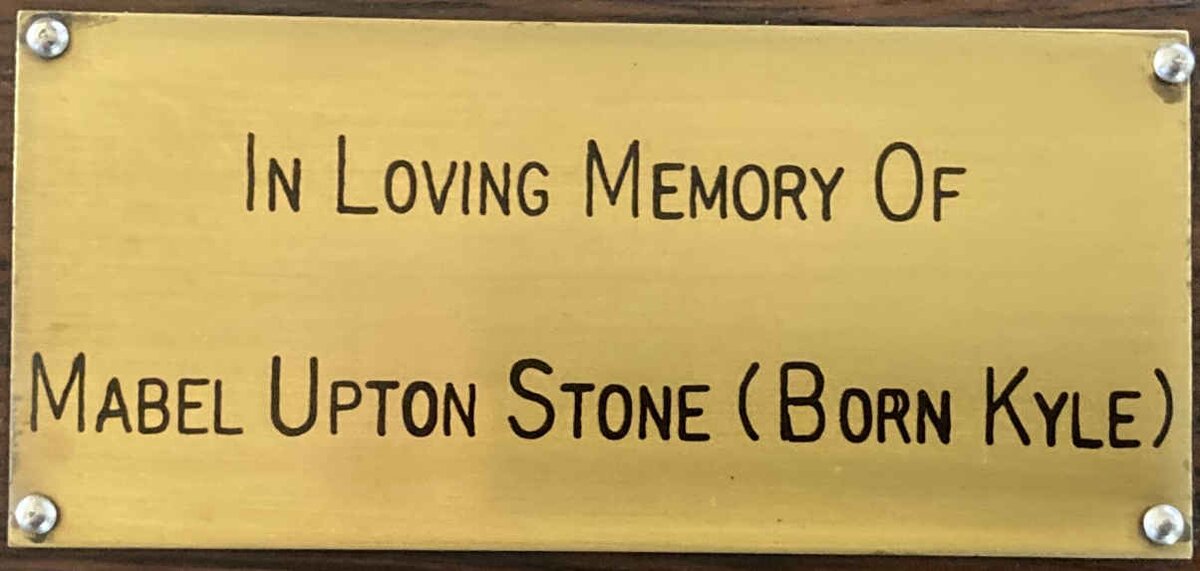 In Loving Memory Of
Mabel Upton Stone (Born Kyle)